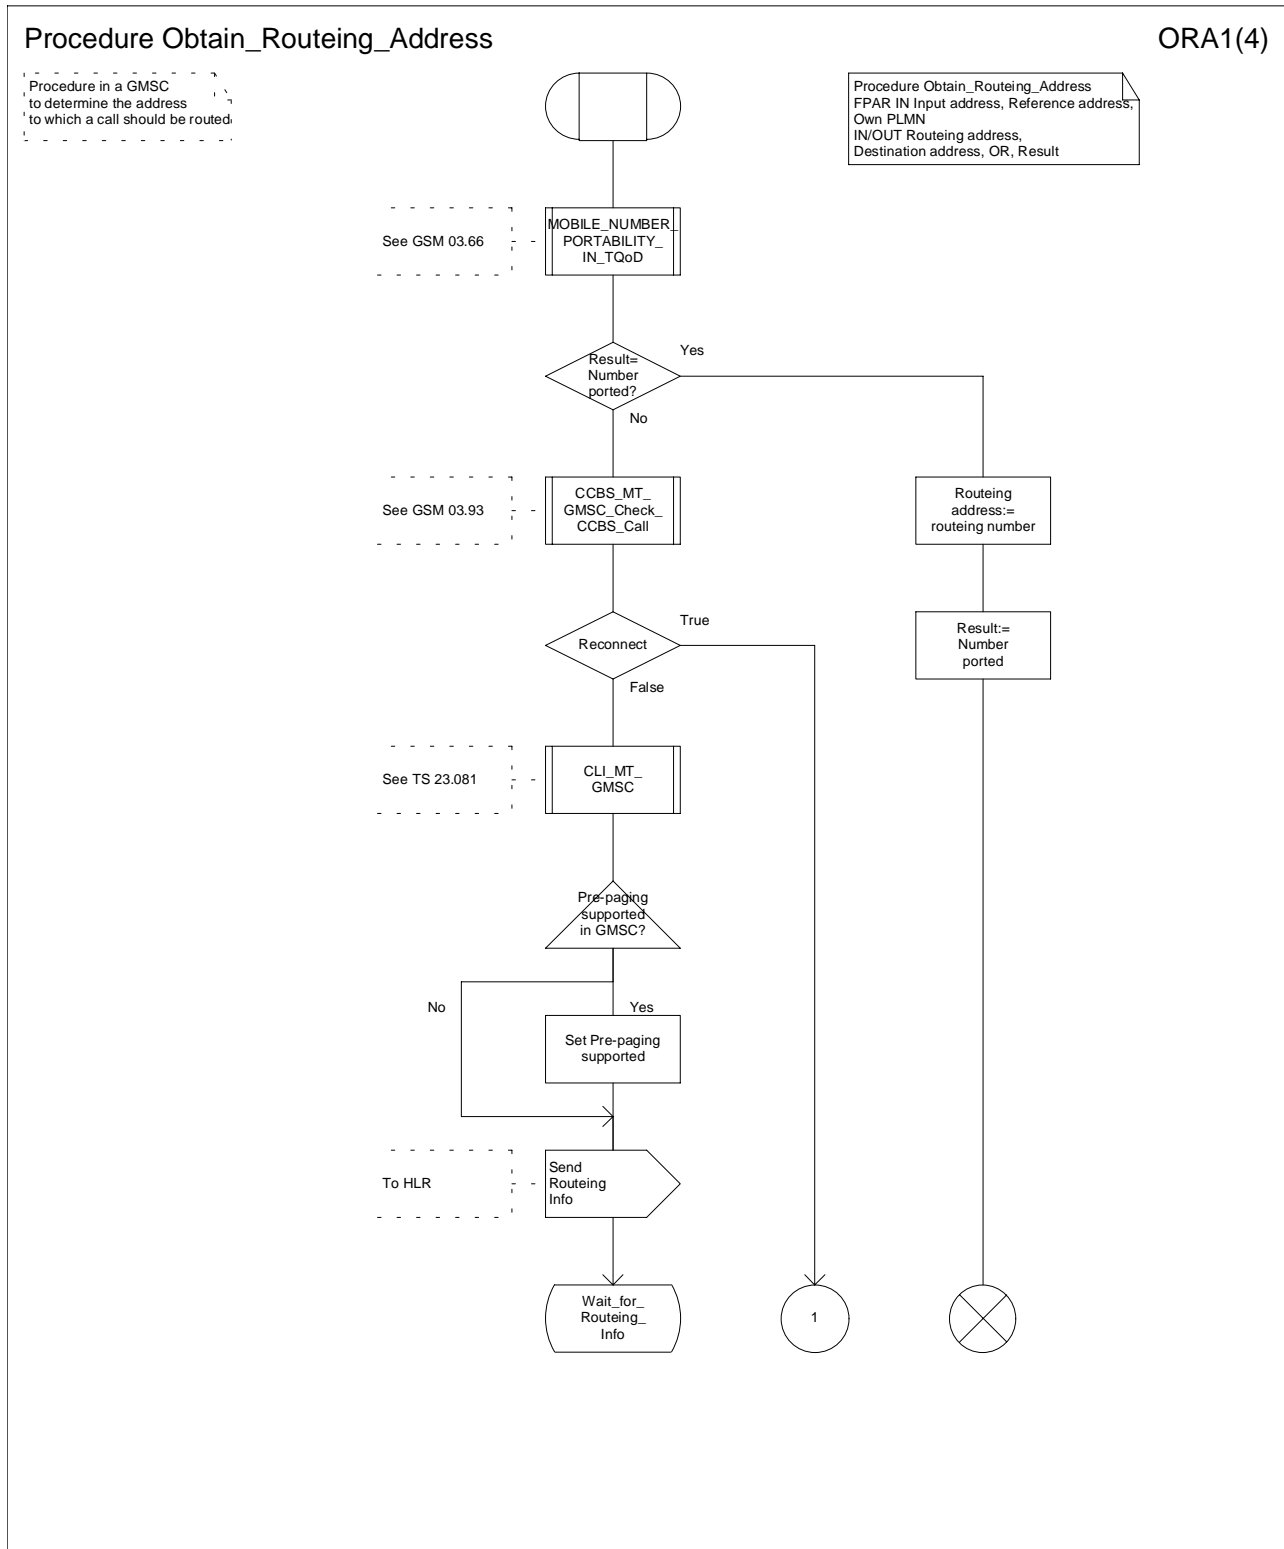 Procedure Obtain_Routeing_Address
ORA1(4)
Procedure in a GMSC
to determine the address
to which a call should be routed
Procedure Obtain_Routeing_Address
FPAR IN Input address, Reference address,
Own PLMN
IN/OUT Routeing address,
Destination address, OR, Result
See GSM 03.66
MOBILE_NUMBER_
PORTABILITY_
IN_TQoD
Result=
Number
ported?
Yes
No
See GSM 03.93
CCBS_MT_
GMSC_Check_
CCBS_Call
Routeing
address:=
routeing number
Reconnect
True
False
Result:=
Number
ported
See TS 23.081
CLI_MT_
GMSC
Pre-paging
supported
in GMSC?
No
Yes
Set Pre-paging
supported
To HLR
Send
Routeing
Info
Wait_for_
Routeing_
Info
1